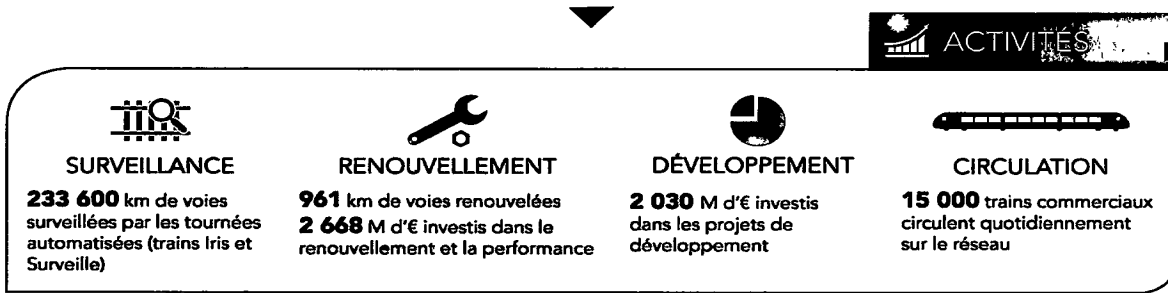 ACTIVITÉS
SURVEILLANCE
233 600 km de voies
surveillées par les tournées
automatisées (trains Iris et
Surveille)
RENOUVELLEMENT
961 km de voies renouvelées
2 668 M d'€ investis dans le
renouvellement et la performance
DÉVELOPPEMENT
2 030 M d'€ investis
dans les projets de
développement
CIRCULATION
15 000 trains commerciaux
circulent quotidiennement
sur le réseau